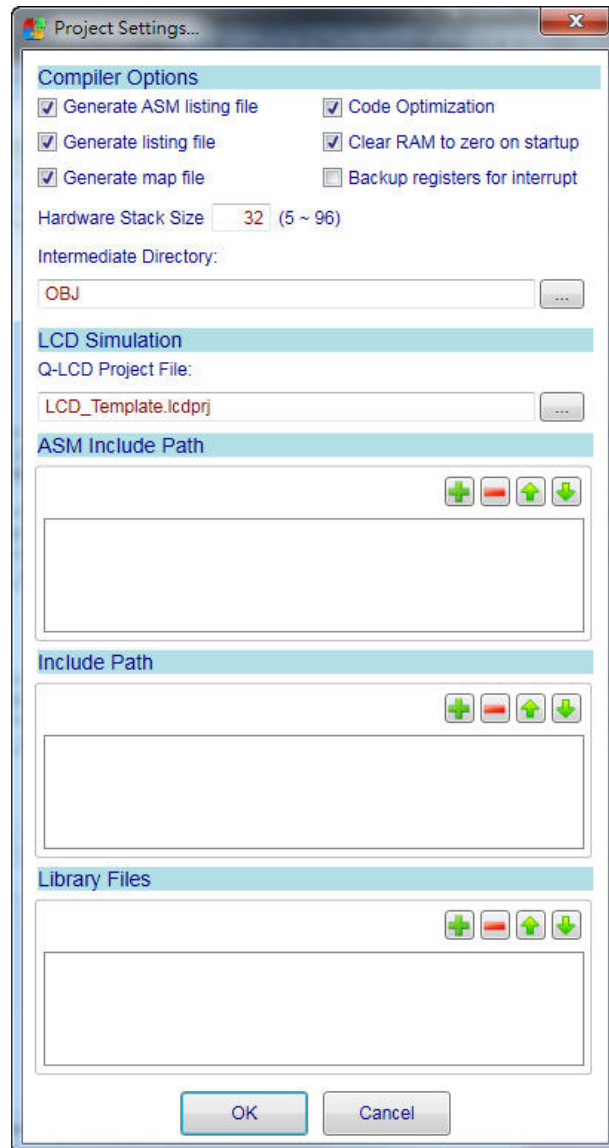 Project Settings...
Compiler Options
Generate ASM listing file Code Optimization
Generate listing file Clear RAM to zero on startup
Generate map file Backup registers for interrupt
Hardware Stack Size 32 (5 ~ 96)
Intermediate Directory:
OBJ ...
LCD Simulation
Q-LCD Project File:
LCD_Template.lcdprj ...
ASM Include Path
Include Path
Library Files
OK Cancel